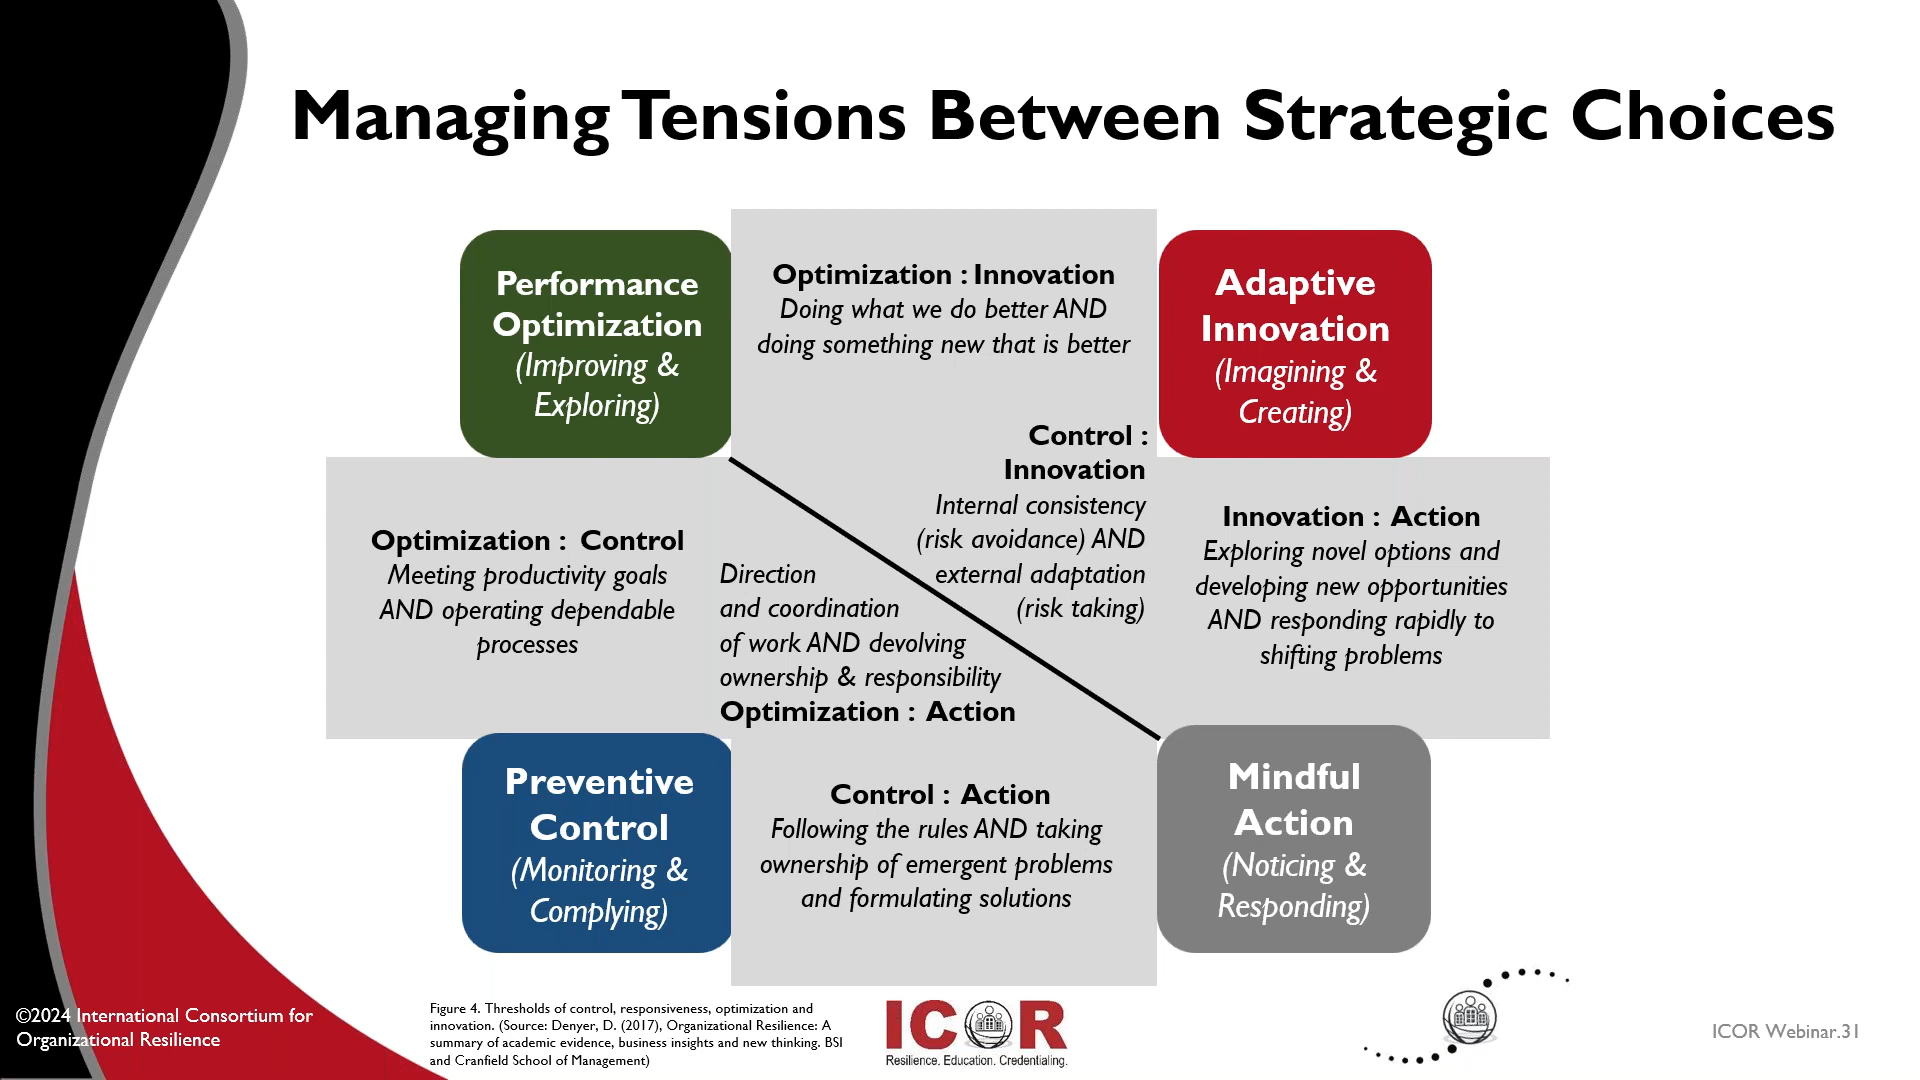 Managing Tensions Between Strategic Choices
Performance
Optimization
(Improving &
Exploring)
Optimization : Innovation
Doing what we do better AND
doing something new that is better
Adaptive
Innovation
(Imagining &
Creating)
Control :
Innovation
Internal consistency
(risk avoidance) AND
external adaptation
(risk taking)
Optimization : Control
Meeting productivity goals
AND operating dependable
processes
Direction
and coordination
of work AND devolving
ownership & responsibility
Optimization : Action
Innovation : Action
Exploring novel options and
developing new opportunities
AND responding rapidly to
shifting problems
Preventive
Control
(Monitoring &
Complying)
Control : Action
Following the rules AND taking
ownership of emergent problems
and formulating solutions
Mindful
Action
(Noticing &
Responding)
©2024 International Consortium for
Organizational Resilience
Figure 4. Thresholds of control, responsiveness, optimization and
innovation. (Source: Denyer, D. (2017), Organizational Resilience: A
summary of academic evidence, business insights and new thinking. BSI
and Cranfield School of Management)
ICOR
Resilience. Education. Credentialing.
ICOR Webinar.31